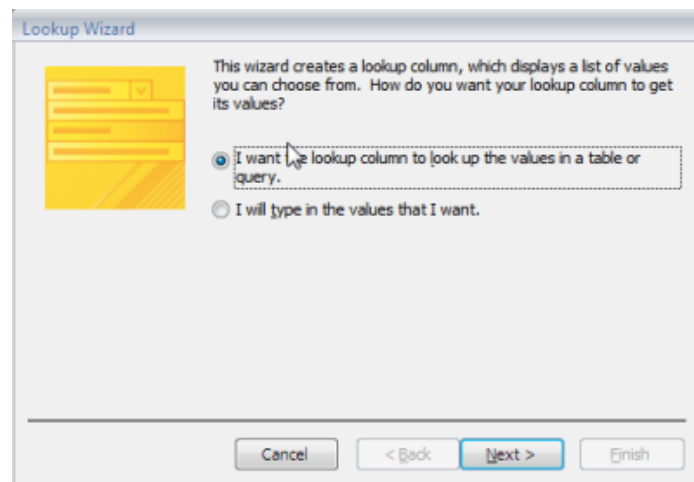 Lookup Wizard
This wizard creates a lookup column, which displays a list of values
you can choose from. How do you want your lookup column to get
its values?
I want the lookup column to look up the values in a table or
query.
I will type in the values that I want.
Cancel
< Back
Next >
Finish